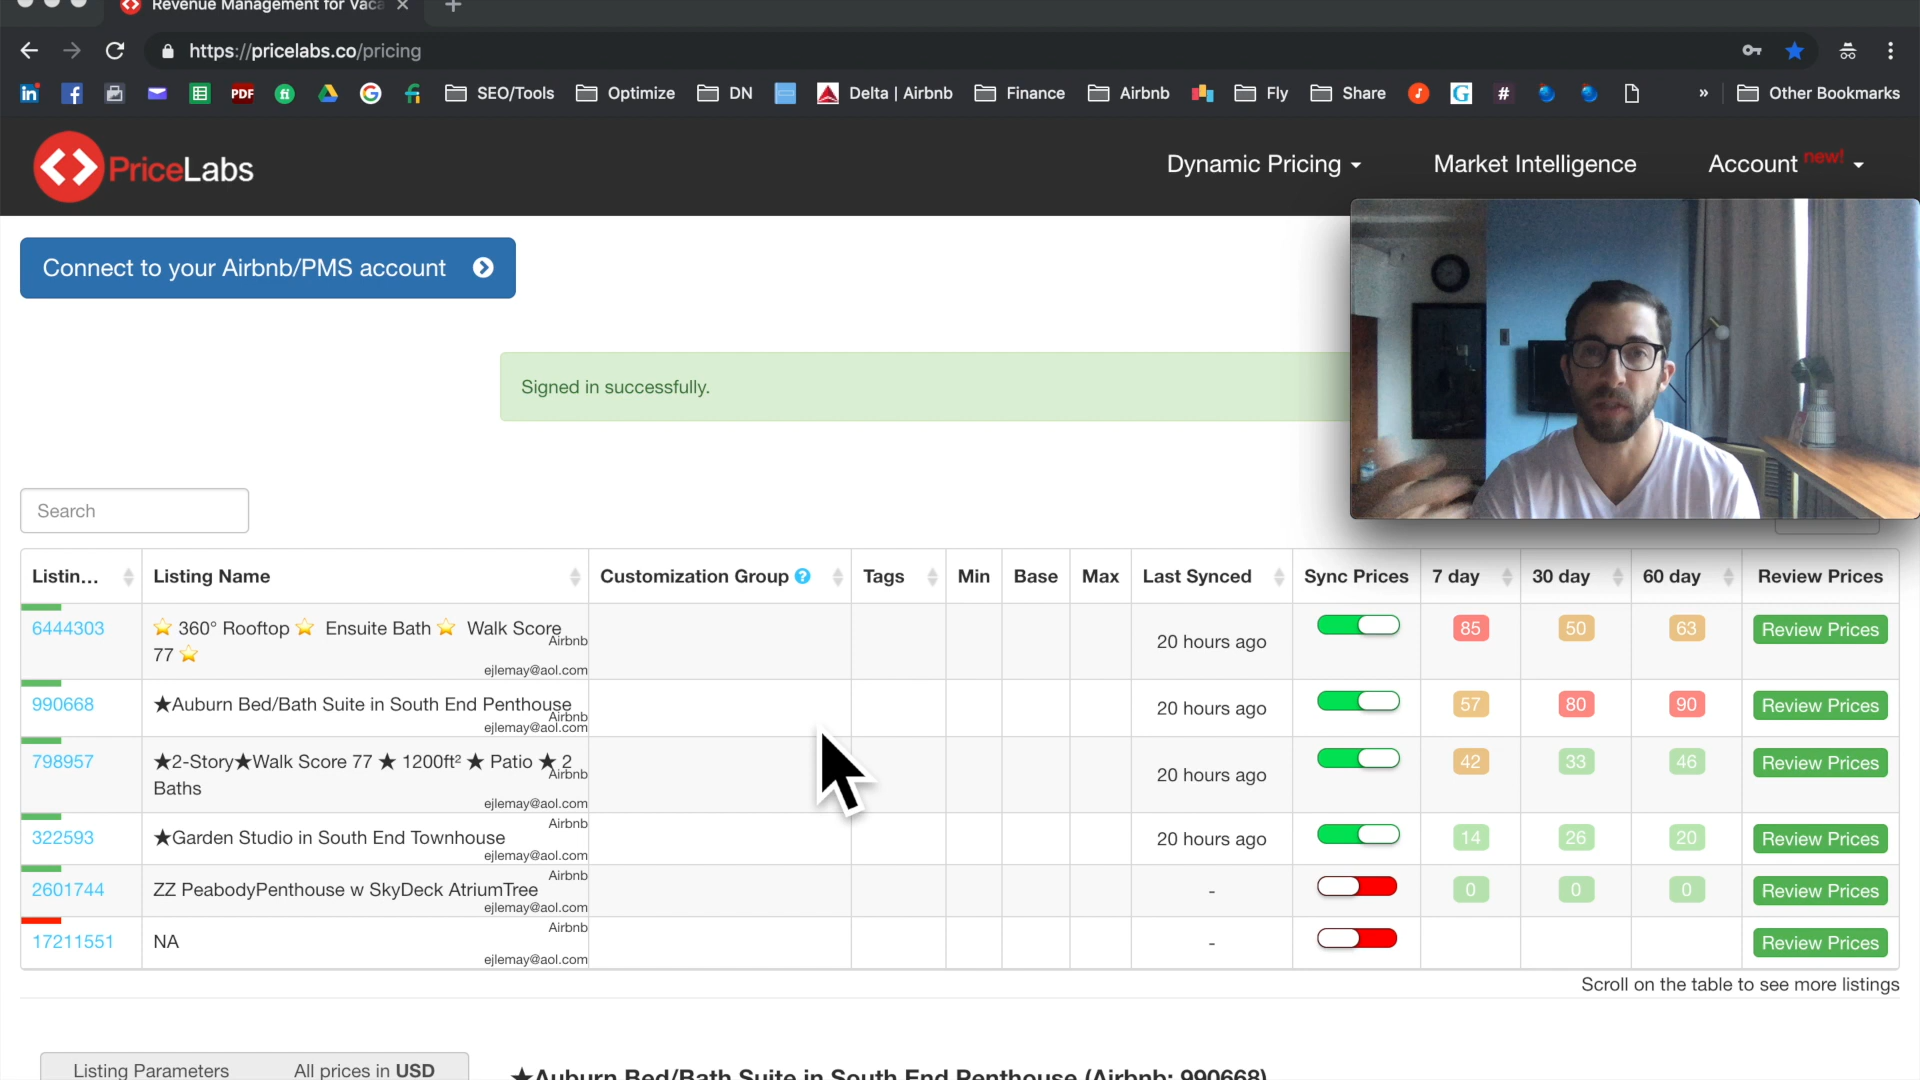 Revenue Management for Vaca
https://pricelabs.co/pricing
SEO/Tools Optimize DN Delta | Airbnb Finance Airbnb Fly Share » Other Bookmarks
PriceLabs Dynamic Pricing Market Intelligence Account new!
Connect to your Airbnb/PMS account
Signed in successfully.
Search
Listin... Listing Name Customization Group ? Tags Min Base Max Last Synced Sync Prices 7 day 30 day 60 day Review Prices
6444303 ⭐ 360° Rooftop ⭐ Ensuite Bath ⭐ Walk Score 85 50 63 Review Prices
Airbnb 20 hours ago
77 ⭐
ejlemay@aol.com
990668 ★Auburn Bed/Bath Suite in South End Penthouse 20 hours ago 57 80 90 Review Prices
Airbnb
ejlemay@aol.com
798957 ★2-Story★Walk Score 77 ★ 1200ft² ★ Patio ★ 2 42 33 46 Review Prices
Airbnb 20 hours ago
Baths
ejlemay@aol.com
Airbnb
322593 ★Garden Studio in South End Townhouse 20 hours ago 14 26 20 Review Prices
ejlemay@aol.com
Airbnb
2601744 ZZ PeabodyPenthouse w SkyDeck AtriumTree - 0 0 0 Review Prices
ejlemay@aol.com
Airbnb
17211551 NA - Review Prices
ejlemay@aol.com
Scroll on the table to see more listings
Listing Parameters All prices in USD
★Auburn Bed/Bath Suite in South End Penthouse (Airbnb: 990668)